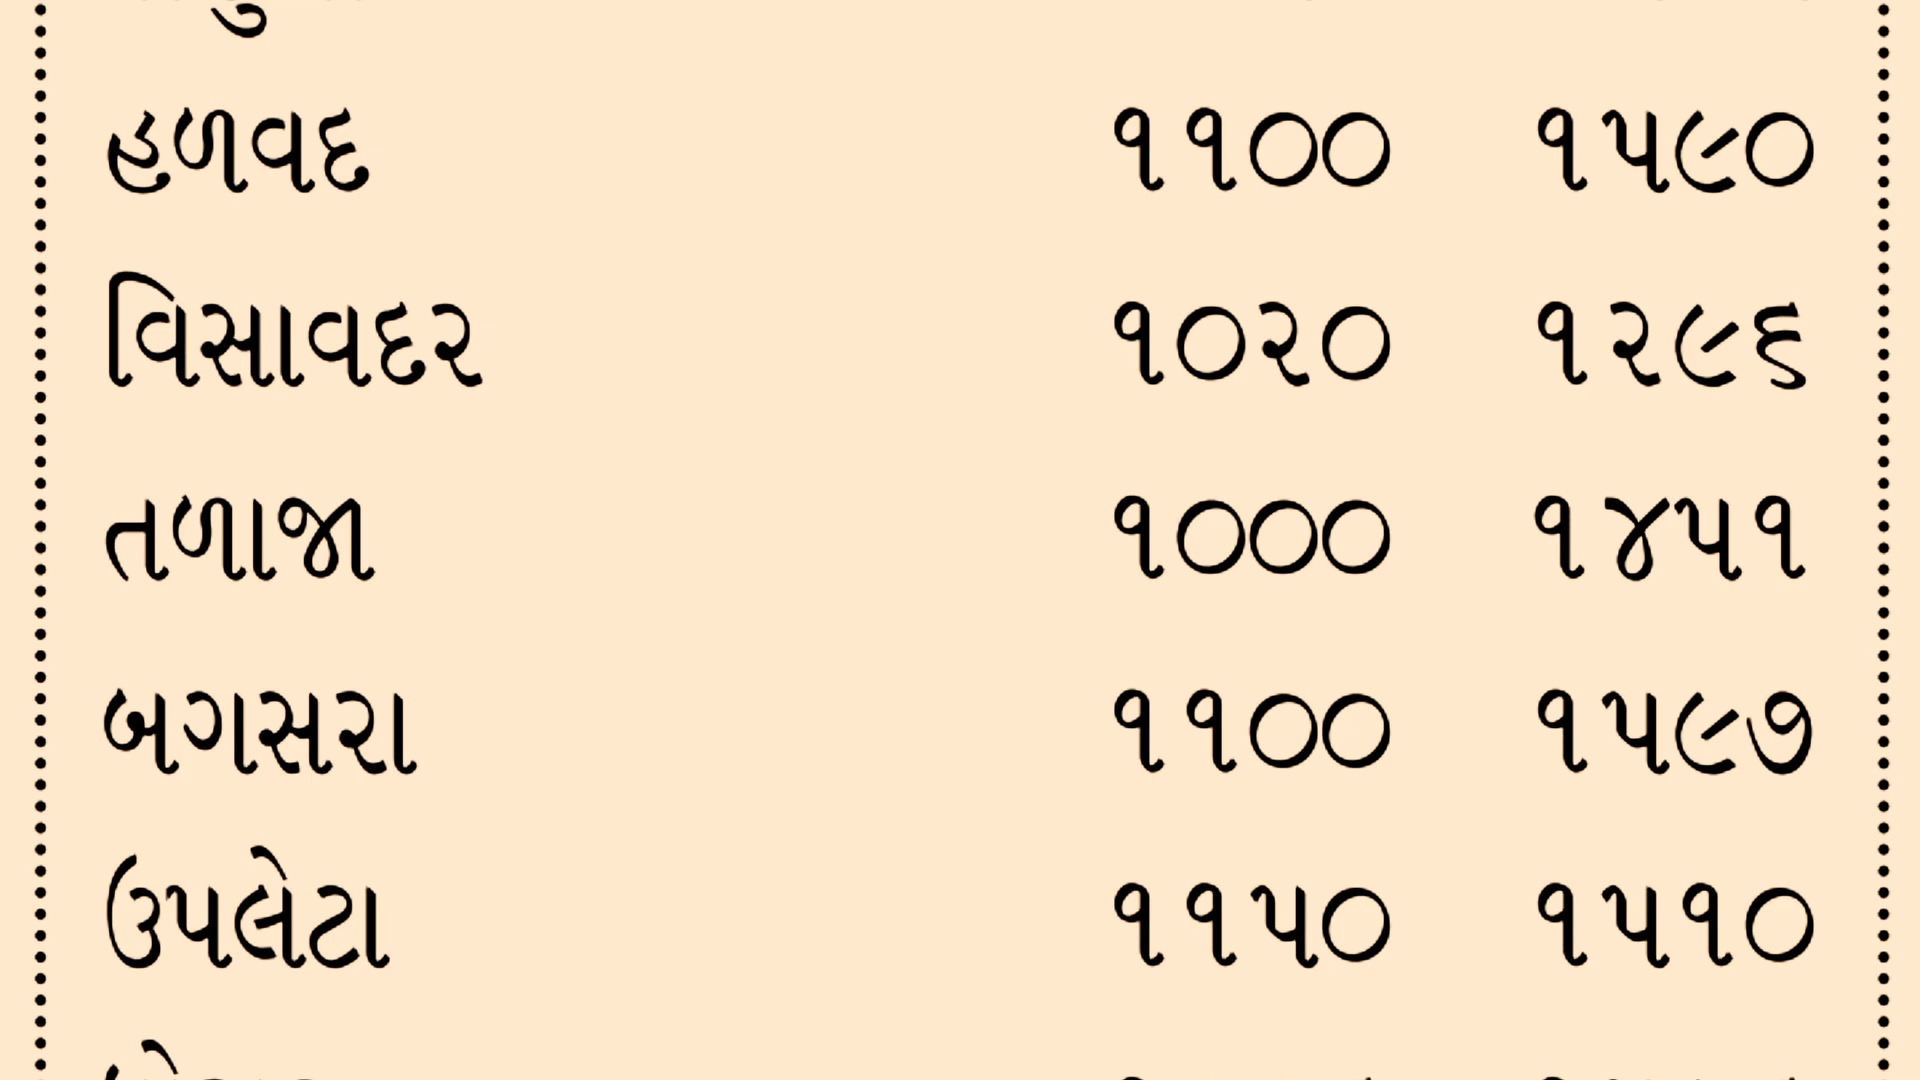 હળવદ ૧૧૦૦ ૧૫૯૦
વિસાવદર ૧૦૨૦ ૧૨૯૬
તળાજા ૧૦૦૦ ૧૪૫૧
બગસરા ૧૧૦૦ ૧૫૯૭
ઉપલેટા ૧૧૫૦ ૧૫૧૦